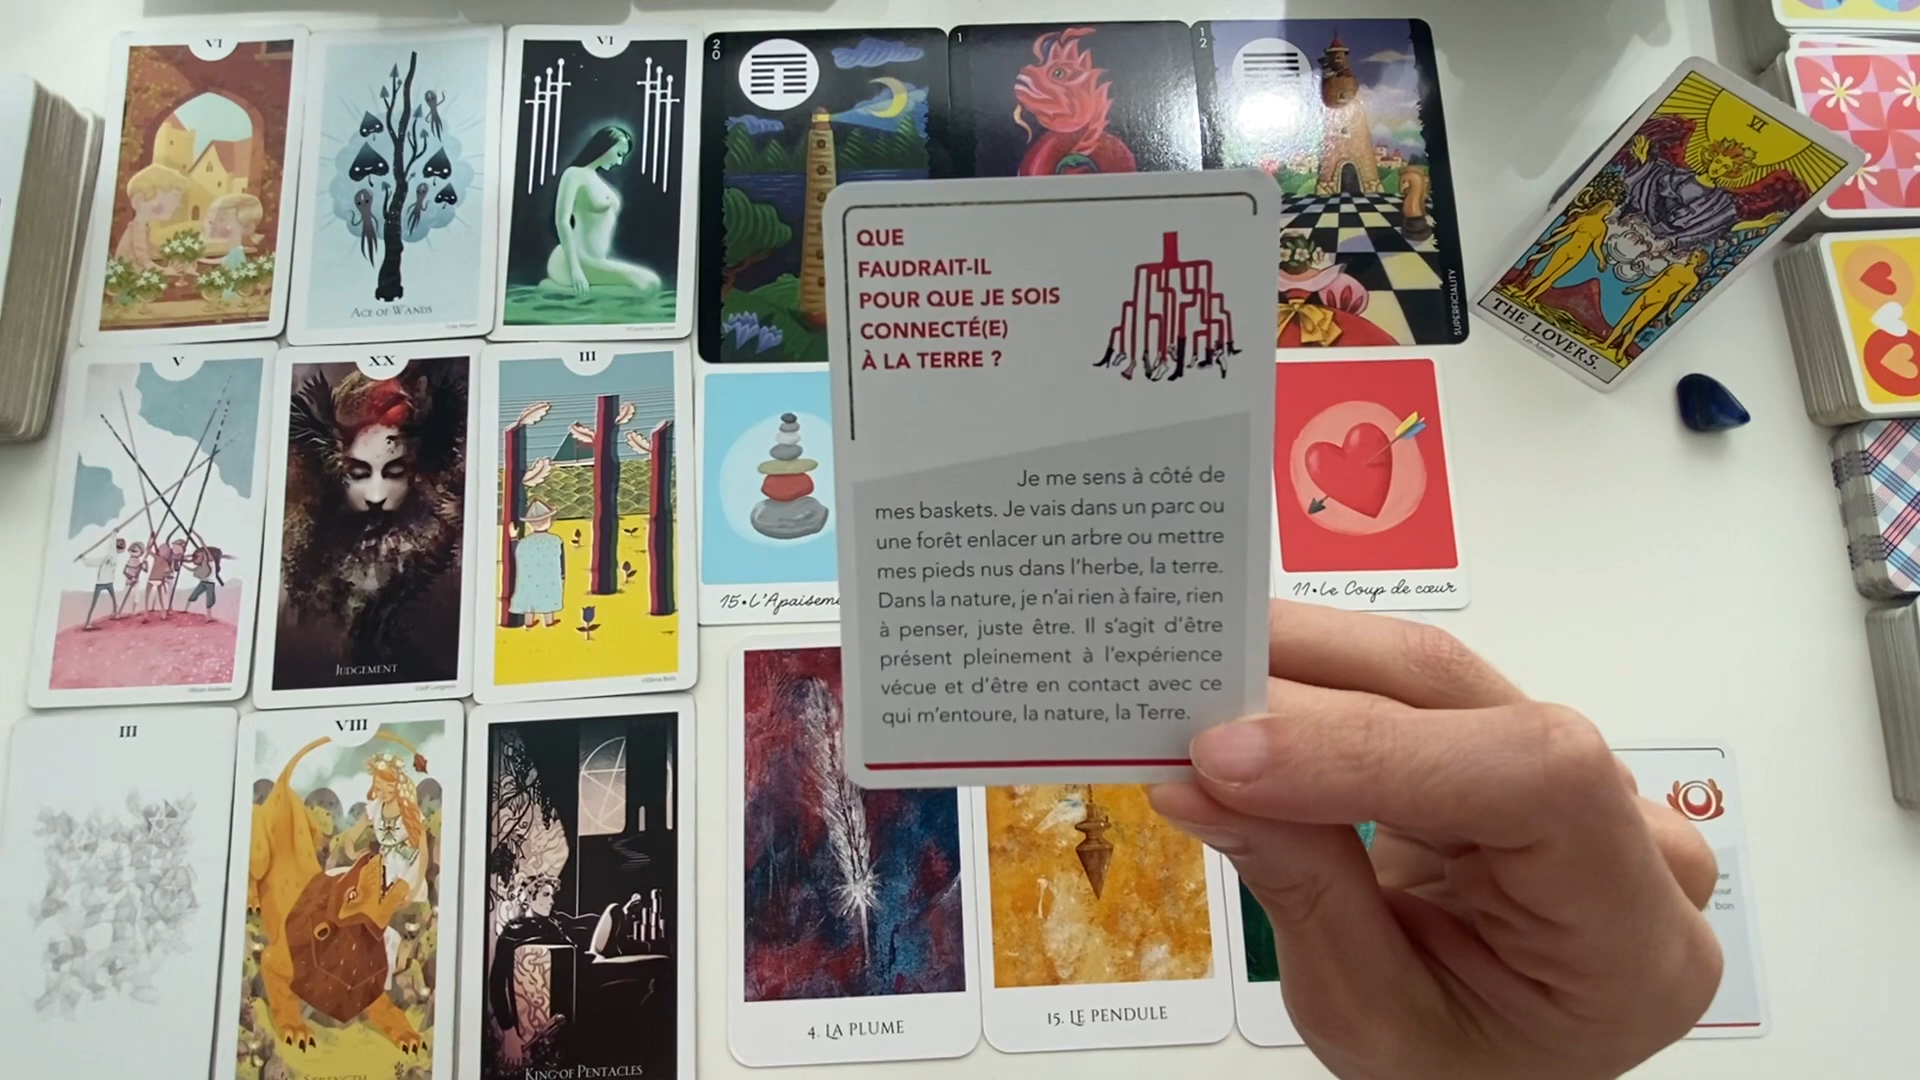 VI
ACE OF WANDS
VI
20
1
12
SUPERFICIALITY
VI
THE LOVERS.
Les Amants
QUE
FAUDRAIT-IL
POUR QUE JE SOIS
CONNECTÉ(E)
À LA TERRE ?
Je me sens à côté de
mes baskets. Je vais dans un parc ou
une forêt enlacer un arbre ou mettre
mes pieds nus dans l'herbe, la terre.
Dans la nature, je n'ai rien à faire, rien
à penser, juste être. Il s'agit d'être
présent pleinement à l'expérience
vécue et d'être en contact avec ce
qui m'entoure, la nature, la Terre.
V
XX
JUDGEMENT
III
15•L'Apaiseme
11•Le Coup de cœur
III
VIII
STRENGTH
KING OF PENTACLES
4. LA PLUME
15. LE PENDULE
bon